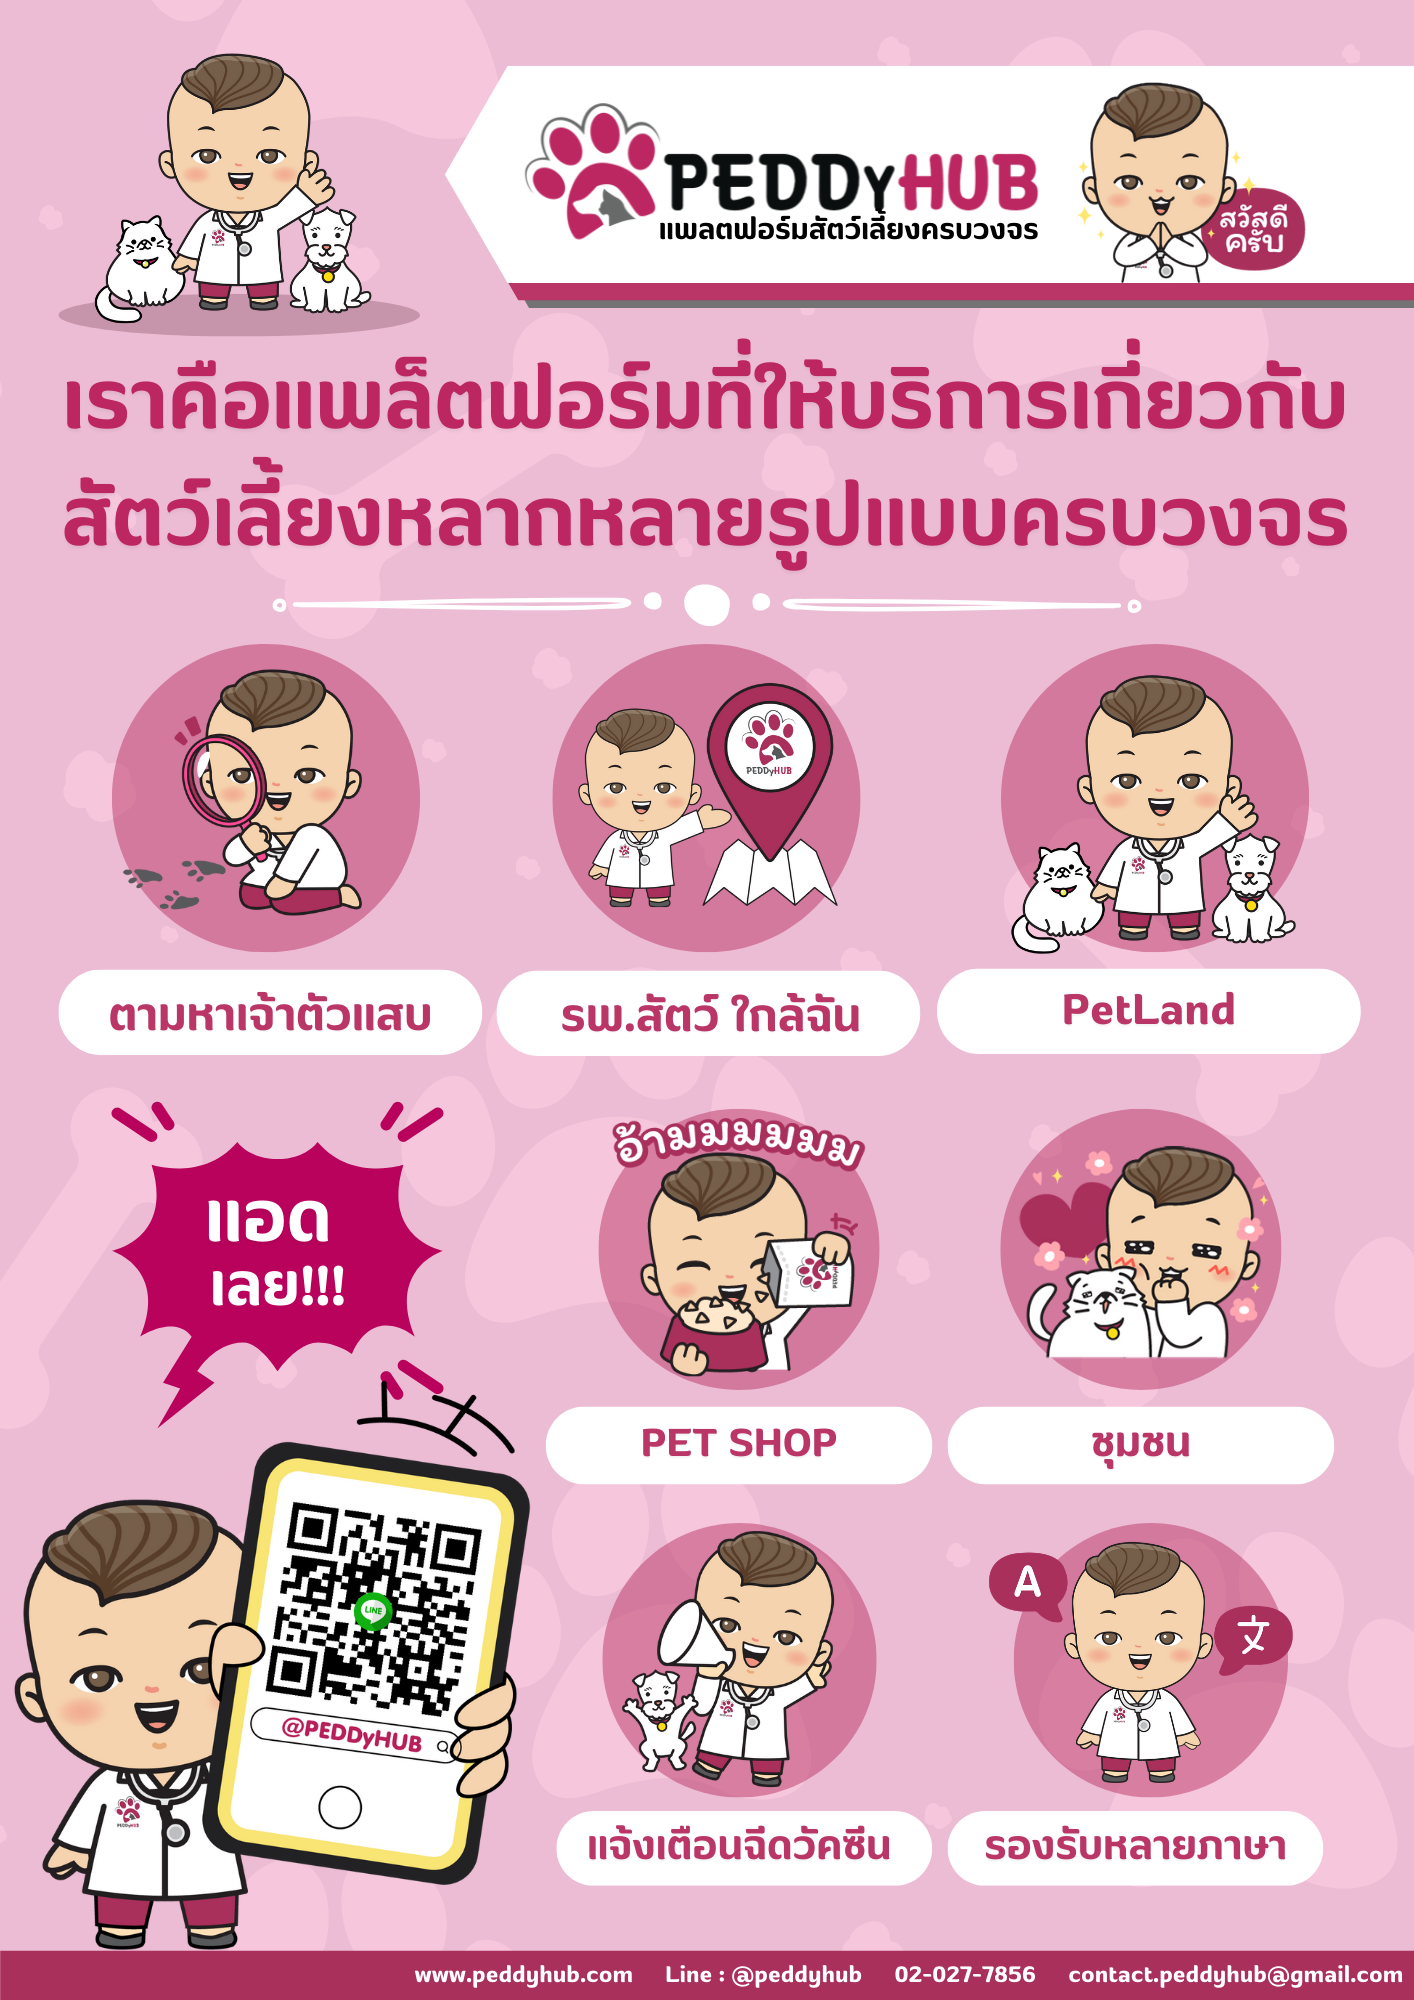 PEDDyHUB
แพลตฟอร์มสัตว์เลี้ยงครบวงจร
สวัสดี
ครับ
เราคือแพล็ตฟอร์มที่ให้บริการเกี่ยวกับ
สัตว์เลี้ยงหลากหลายรูปแบบครบวงจร
PEDDyHUB
ตามหาเจ้าตัวแสบ
รพ.สัตว์ ใกล้ฉัน
PetLand
แอด
เลย!!!
อ้ามมมมมม
PEDDyHUB
PET SHOP
ชุมชน
LINE
@PEDDyHUB
PEDDyHUB
A
文
แจ้งเตือนฉีดวัคซีน
รองรับหลายภาษา
www.peddyhub.com Line : @peddyhub 02-027-7856 contact.peddyhub@gmail.com